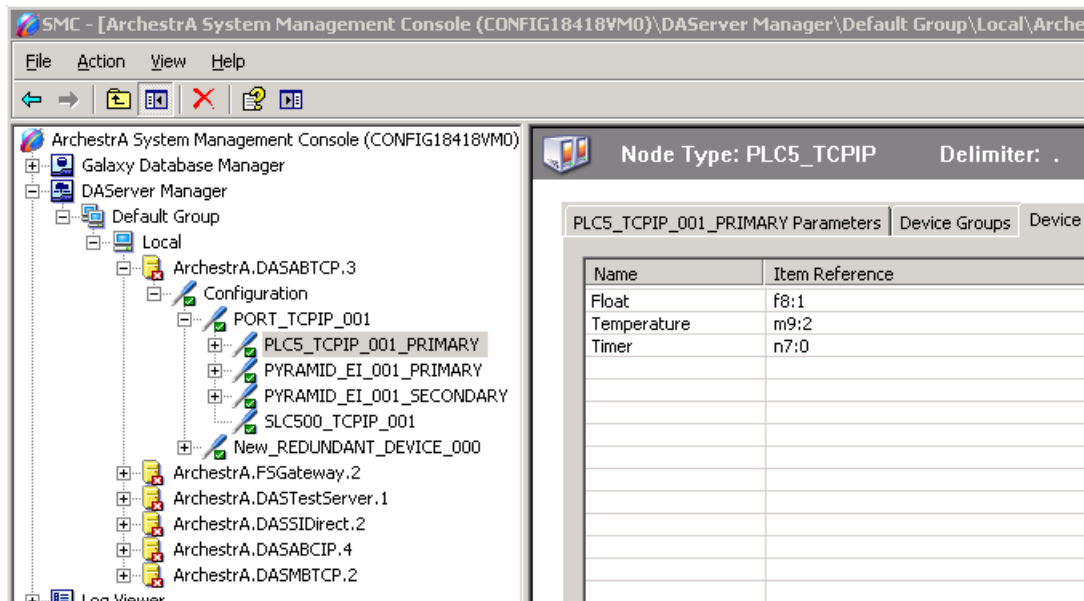 SMC - [ArchestrA System Management Console (CONFIG18418VM0)\DAServer Manager\Default Group\Local\Arche
File Action View Help
ArchestrA System Management Console (CONFIG18418VM0)
Galaxy Database Manager
DAServer Manager
Default Group
Local
ArchestrA.DASABTCP.3
Configuration
PORT_TCPIP_001
PLC5_TCPIP_001_PRIMARY
PYRAMID_EI_001_PRIMARY
PYRAMID_EI_001_SECONDARY
SLC500_TCPIP_001
New_REDUNDANT_DEVICE_000
ArchestrA.FSGateway.2
ArchestrA.DASTestServer.1
ArchestrA.DASSIDirect.2
ArchestrA.DASABCIP.4
ArchestrA.DASMBTCP.2
Log Viewer
Node Type: PLC5_TCPIP Delimiter: .
PLC5_TCPIP_001_PRIMARY Parameters Device Groups Device
Name Item Reference
Float f8:1
Temperature m9:2
Timer n7:0